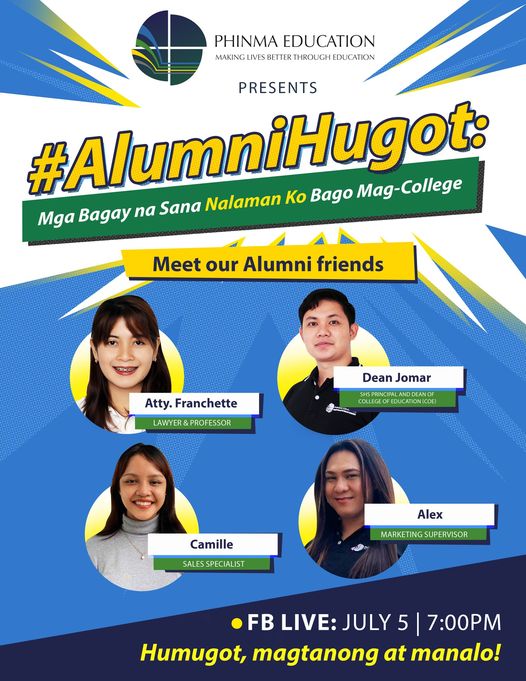 PHINMA EDUCATION
MAKING LIVES BETTER THROUGH EDUCATION
PRESENTS
#AlumniHugot:
Mga Bagay na Sana Nalaman Ko Bago Mag-College
Meet our Alumni friends
Atty. Franchette
LAWYER & PROFESSOR
Dean Jomar
SHS PRINCIPAL AND DEAN OF
COLLEGE OF EDUCATION (COE)
Camille
SALES SPECIALIST
Alex
MARKETING SUPERVISOR
FB LIVE: JULY 5 | 7:00PM
Humugot, magtanong at manalo!